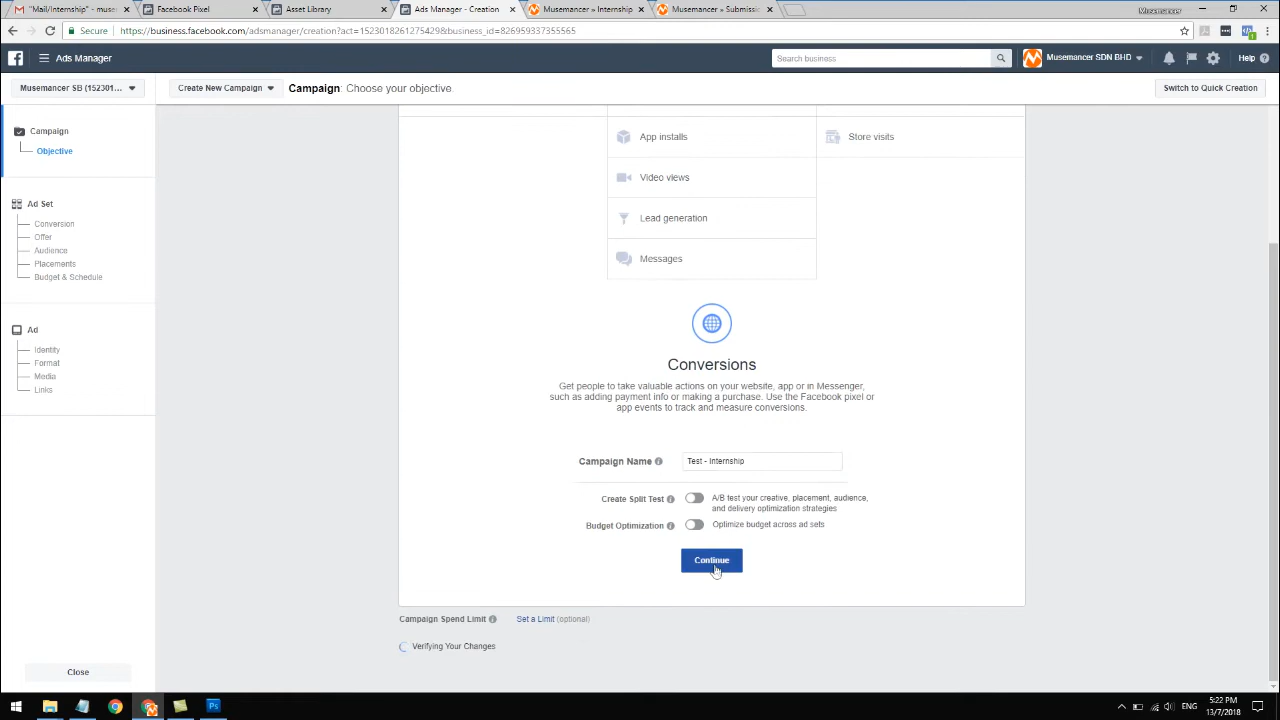 "Mail/Internship" - muser
Facebook Pixel
Asset Library
Ads Manager - Creation
Musemancer » Internship
Musemancer » Submissi
Musemancer
Secure
https://business.facebook.com/adsmanager/creation?act=1523018261275429&business_id=826959337355565
Ads Manager
Search business
Musemancer SDN BHD
Help
Musemancer SB (152301...
Create New Campaign
Campaign: Choose your objective.
Switch to Quick Creation
Campaign
Objective
Ad Set
Conversion
Offer
Audience
Placements
Budget & Schedule
Ad
Identity
Format
Media
Links
Close
App installs
Store visits
Video views
Lead generation
Messages
Conversions
Get people to take valuable actions on your website, app or in Messenger,
such as adding payment info or making a purchase. Use the Facebook pixel or
app events to track and measure conversions.
Campaign Name
Test - Internship
Create Split Test
A/B test your creative, placement, audience,
and delivery optimization strategies
Budget Optimization
Optimize budget across ad sets
Continue
Campaign Spend Limit
Set a Limit (optional)
Verifying Your Changes
Ps
ENG
5:22 PM
13/7/2018